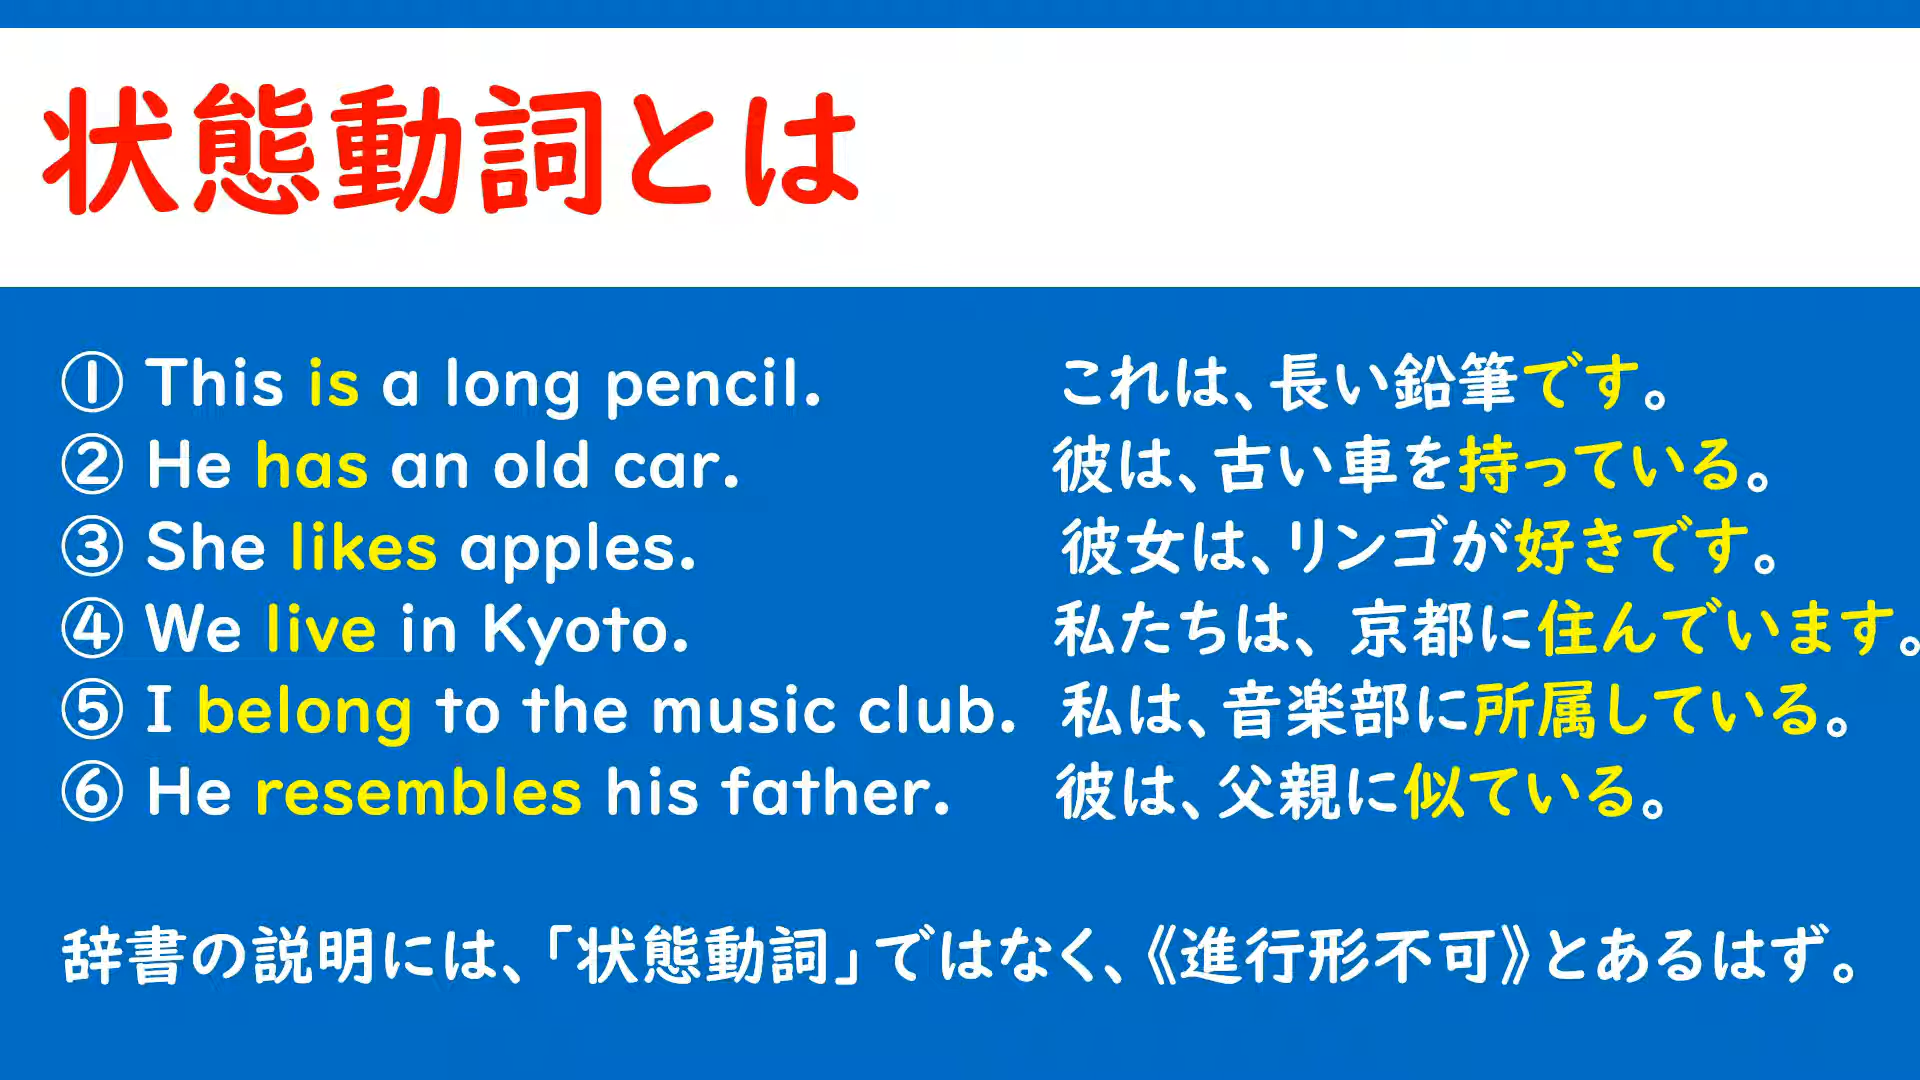 状態動詞とは
① This is a long pencil. これは、長い鉛筆です。
② He has an old car. 彼は、古い車を持っている。
③ She likes apples. 彼女は、リンゴが好きです。
④ We live in Kyoto. 私たちは、京都に住んでいます。
⑤ I belong to the music club. 私は、音楽部に所属している。
⑥ He resembles his father. 彼は、父親に似ている。
辞書の説明には、「状態動詞」ではなく、《進行形不可》とあるはず。